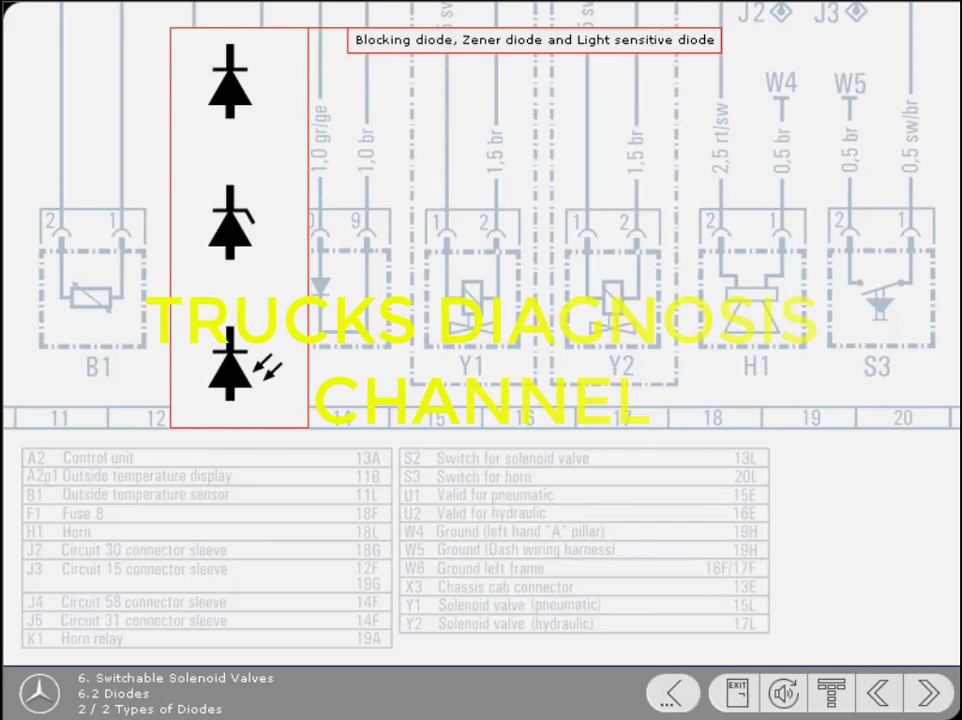 J2 J3
Blocking diode, Zener diode and Light sensitive diode
W4 W5
1,0 gr/ge
1,0 br
1,5 br
1,5 br
2,5 rt/sw
0,5 br
0,5 br
0,5 sw/br
2 1 9 1 2 1 2 2 1 2 1
TRUCKS DIAGNOSIS
CHANNEL
B1 Y1 Y2 H1 S3
11 12 14 15 16 17 18 19 20
A2 Control unit 13A
A2p1 Outside temperature display 11B
B1 Outside temperature sensor 11L
F1 Fuse 8 18F
H1 Horn 18L
J2 Circuit 30 connector sleeve 18G
J3 Circuit 15 connector sleeve 12F
19G
J4 Circuit 58 connector sleeve 14F
J5 Circuit 31 connector sleeve 14F
K1 Horn relay 19A
S2 Switch for solenoid valve 13L
S3 Switch for horn 20L
U1 Valid for pneumatic 15E
U2 Valid for hydraulic 16E
W4 Ground (left hand "A" pillar) 19H
W5 Ground (Dash wiring harness) 19H
W6 Ground left frame 16F/17F
X3 Chassis cab connector 13E
Y1 Solenoid valve (pneumatic) 15L
Y2 Solenoid valve (hydraulic) 17L
6. Switchable Solenoid Valves
6.2 Diodes
2 / 2 Types of Diodes
EXIT